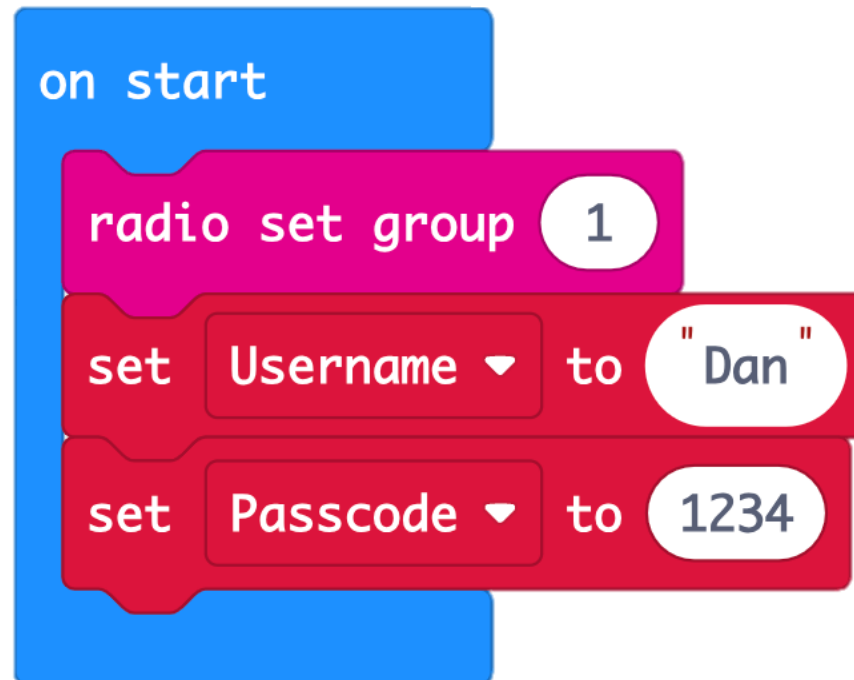 on start
radio set group 1
set Username to "Dan"
set Passcode to 1234